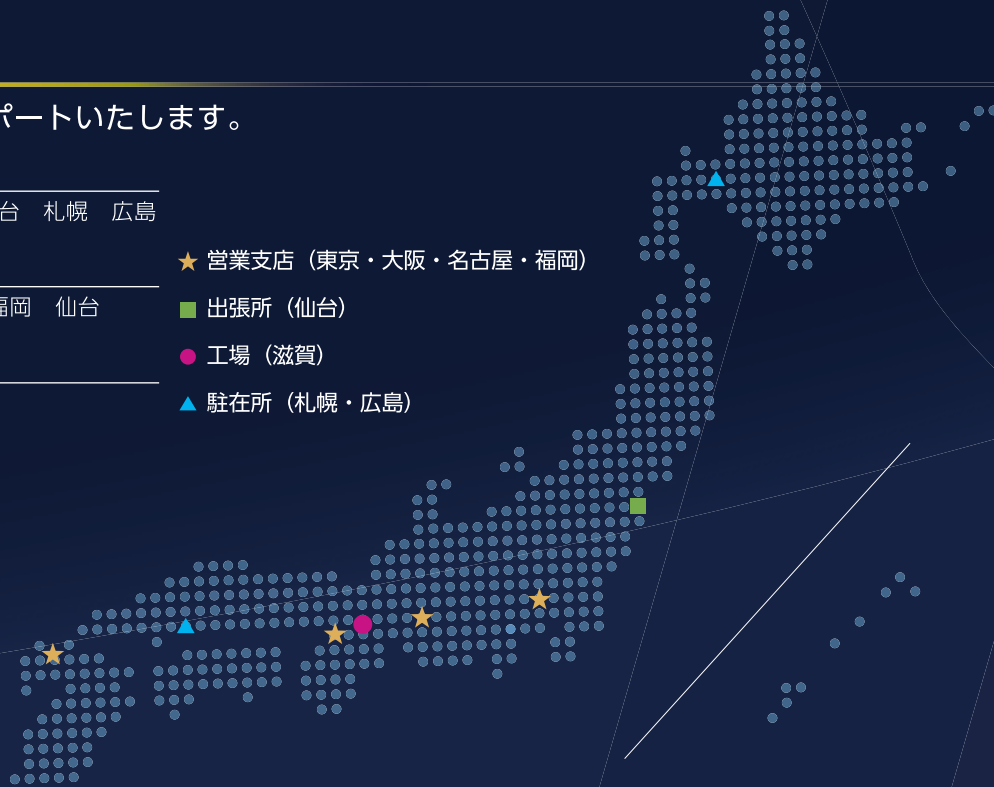 ポートいたします。
台 札幌 広島
福岡 仙台
営業支店（東京・大阪・名古屋・福岡）
出張所（仙台）
工場（滋賀）
駐在所（札幌・広島）